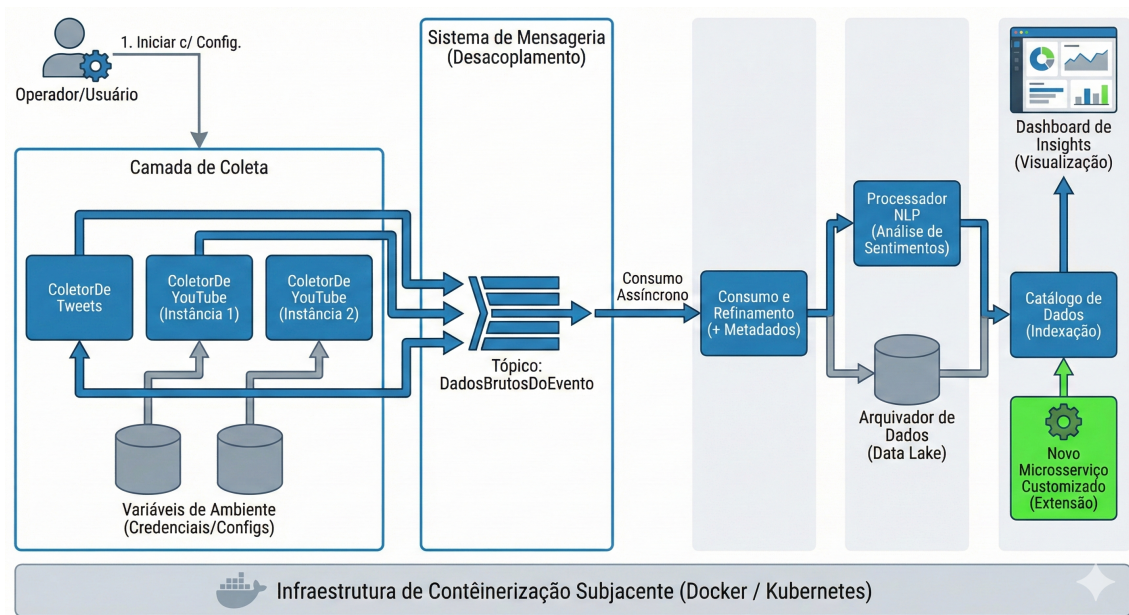 1. Iniciar c/ Config.
Operador/Usuário
Camada de Coleta
ColetorDe
Tweets
ColetorDe
YouTube
(Instância 1)
ColetorDe
YouTube
(Instância 2)
Variáveis de Ambiente
(Credenciais/Configs)
Sistema de Mensageria
(Desacoplamento)
Tópico:
DadosBrutosDoEvento
Consumo
Assíncrono
Consumo e
Refinamento
(+ Metadados)
Processador
NLP
(Análise de
Sentimentos)
Arquivador de
Dados
(Data Lake)
Dashboard de
Insights
(Visualização)
Catálogo de
Dados
(Indexação)
Novo
Microsserviço
Customizado
(Extensão)
Infraestrutura de Contêinerização Subjacente (Docker / Kubernetes)